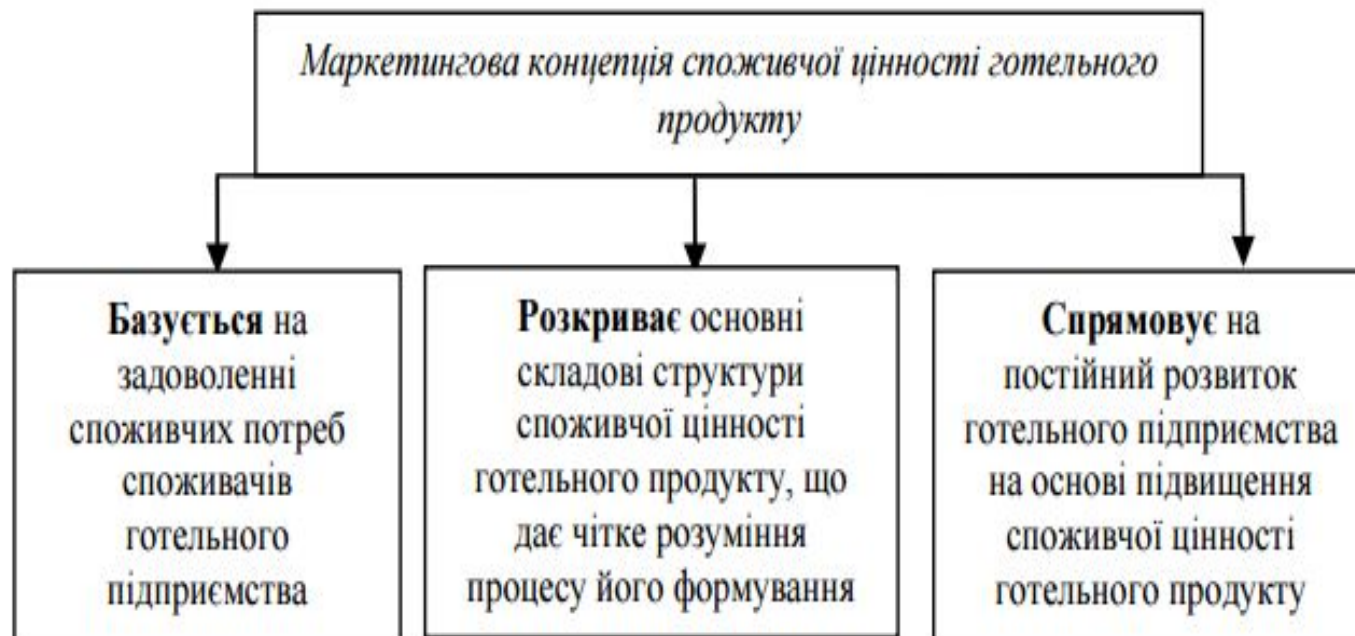 Маркетингова концепція споживчої цінності готельного
продукту
Базується на
задоволенні
споживчих потреб
споживачів
готельного
підприємства
Розкриває основні
складові структури
споживчої цінності
готельного продукту, що
дає чітке розуміння
процесу його формування
Спрямовує на
постійний розвиток
готельного підприємства
на основі підвищення
споживчої цінності
готельного продукту